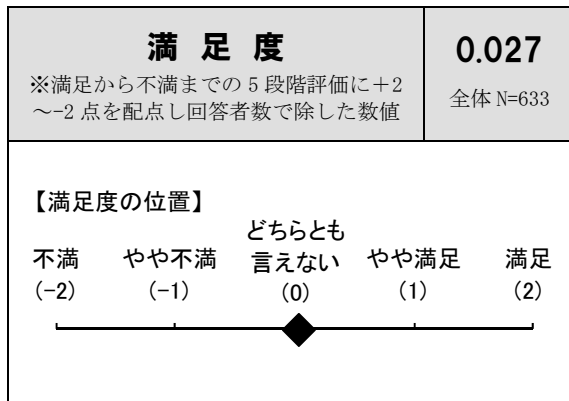 満 足 度
※満足から不満までの5段階評価に＋2
～-2点を配点し回答者数で除した数値
0.027
全体 N=633
【満足度の位置】
不満
(-2)
やや不満
(-1)
どちらとも
言えない
(0)
やや満足
(1)
満足
(2)